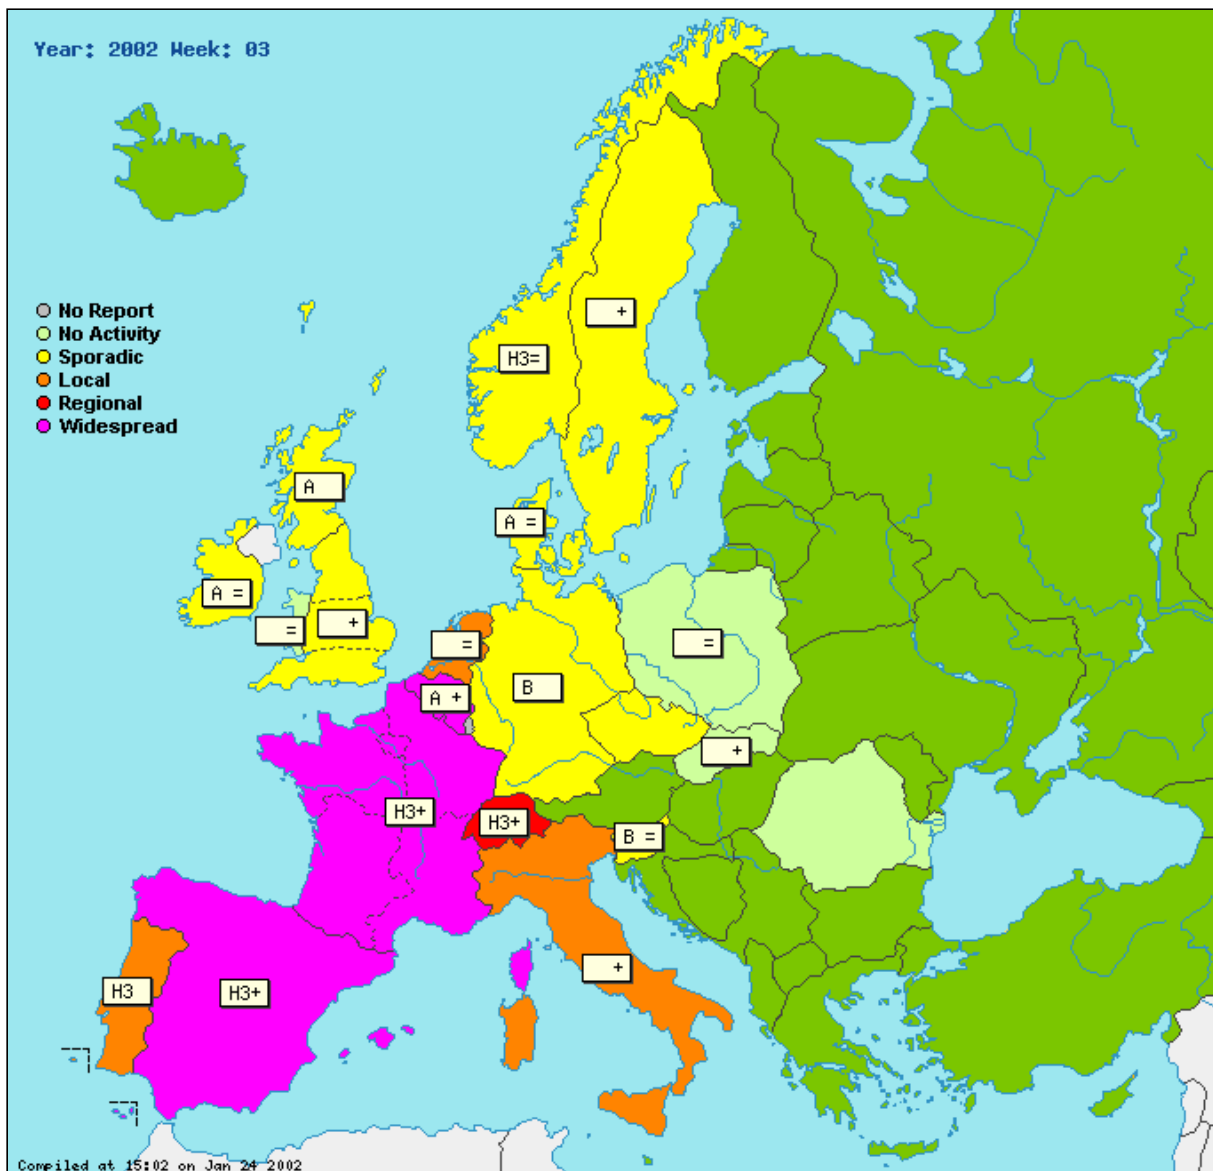 Year: 2002 Week: 03
No Report
No Activity
Sporadic
Local
Regional
Widespread
+
H3=
A
A =
A =
=
+
=
=
B
A +
+
H3+
H3+
B =
+
H3
H3+
Compiled at 15:02 on Jan 24 2002